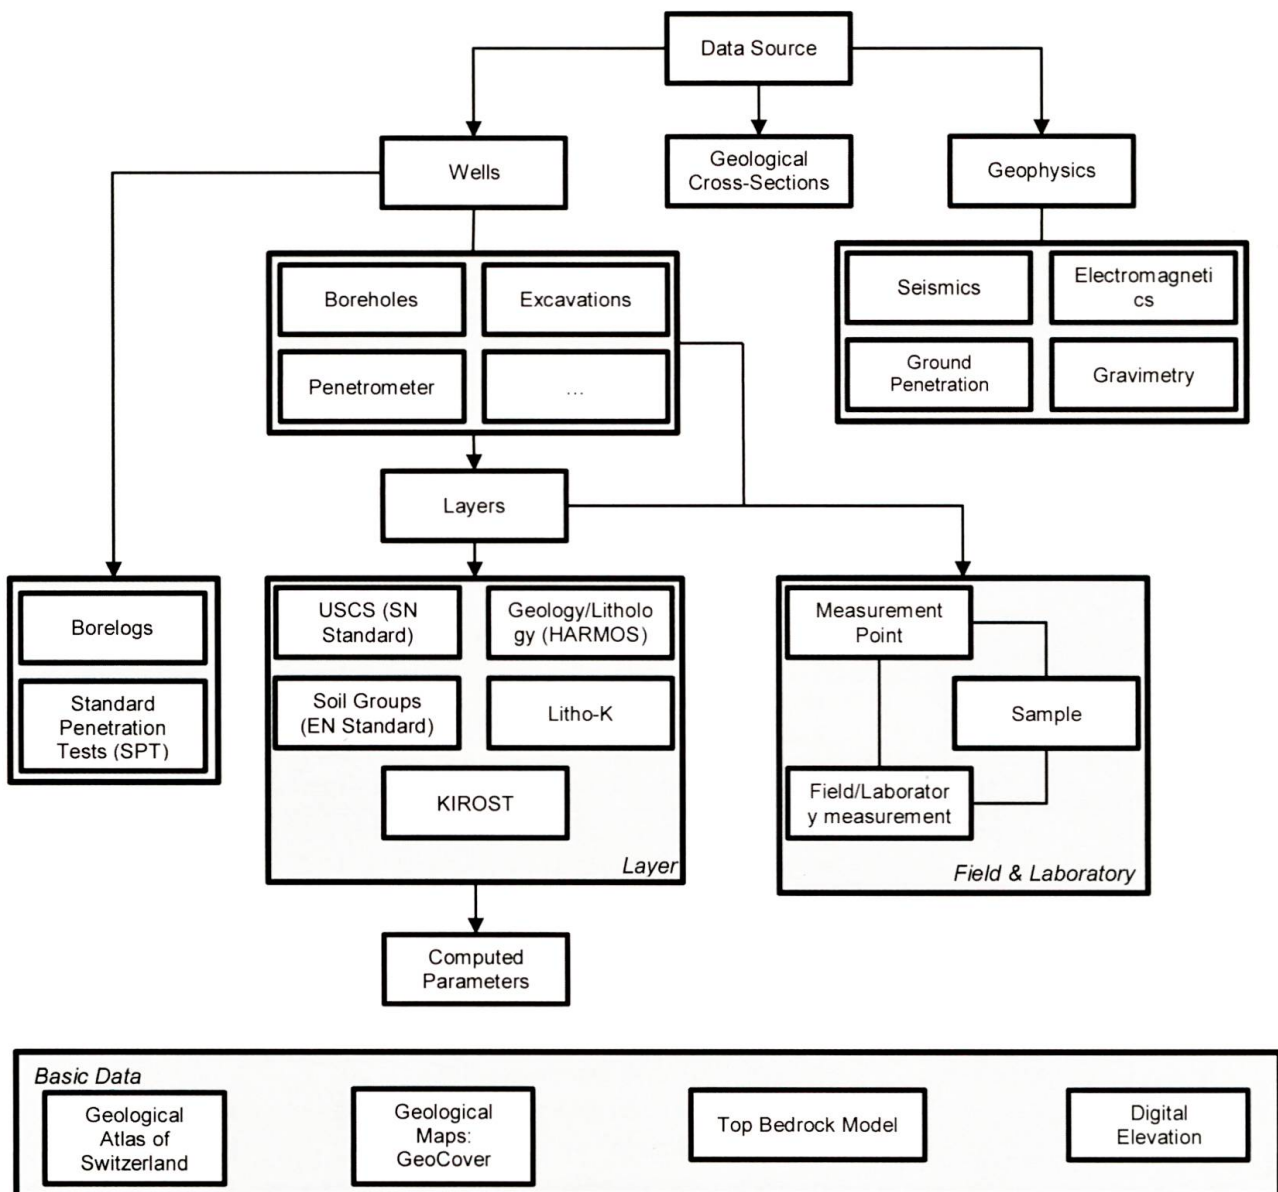 Data Source
Wells
Geological
Cross-Sections
Geophysics
Boreholes
Excavations
Penetrometer
...
Seismics
Electromagneti
cs
Ground
Penetration
Gravimetry
Layers
Borelogs
Standard
Penetration
Tests (SPT)
USCS (SN
Standard)
Geology/Litholo
gy (HARMOS)
Soil Groups
(EN Standard)
Litho-K
KIROST
Layer
Measurement
Point
Sample
Field/Laborator
y measurement
Field & Laboratory
Computed
Parameters
Basic Data
Geological
Atlas of
Switzerland
Geological
Maps:
GeoCover
Top Bedrock Model
Digital
Elevation